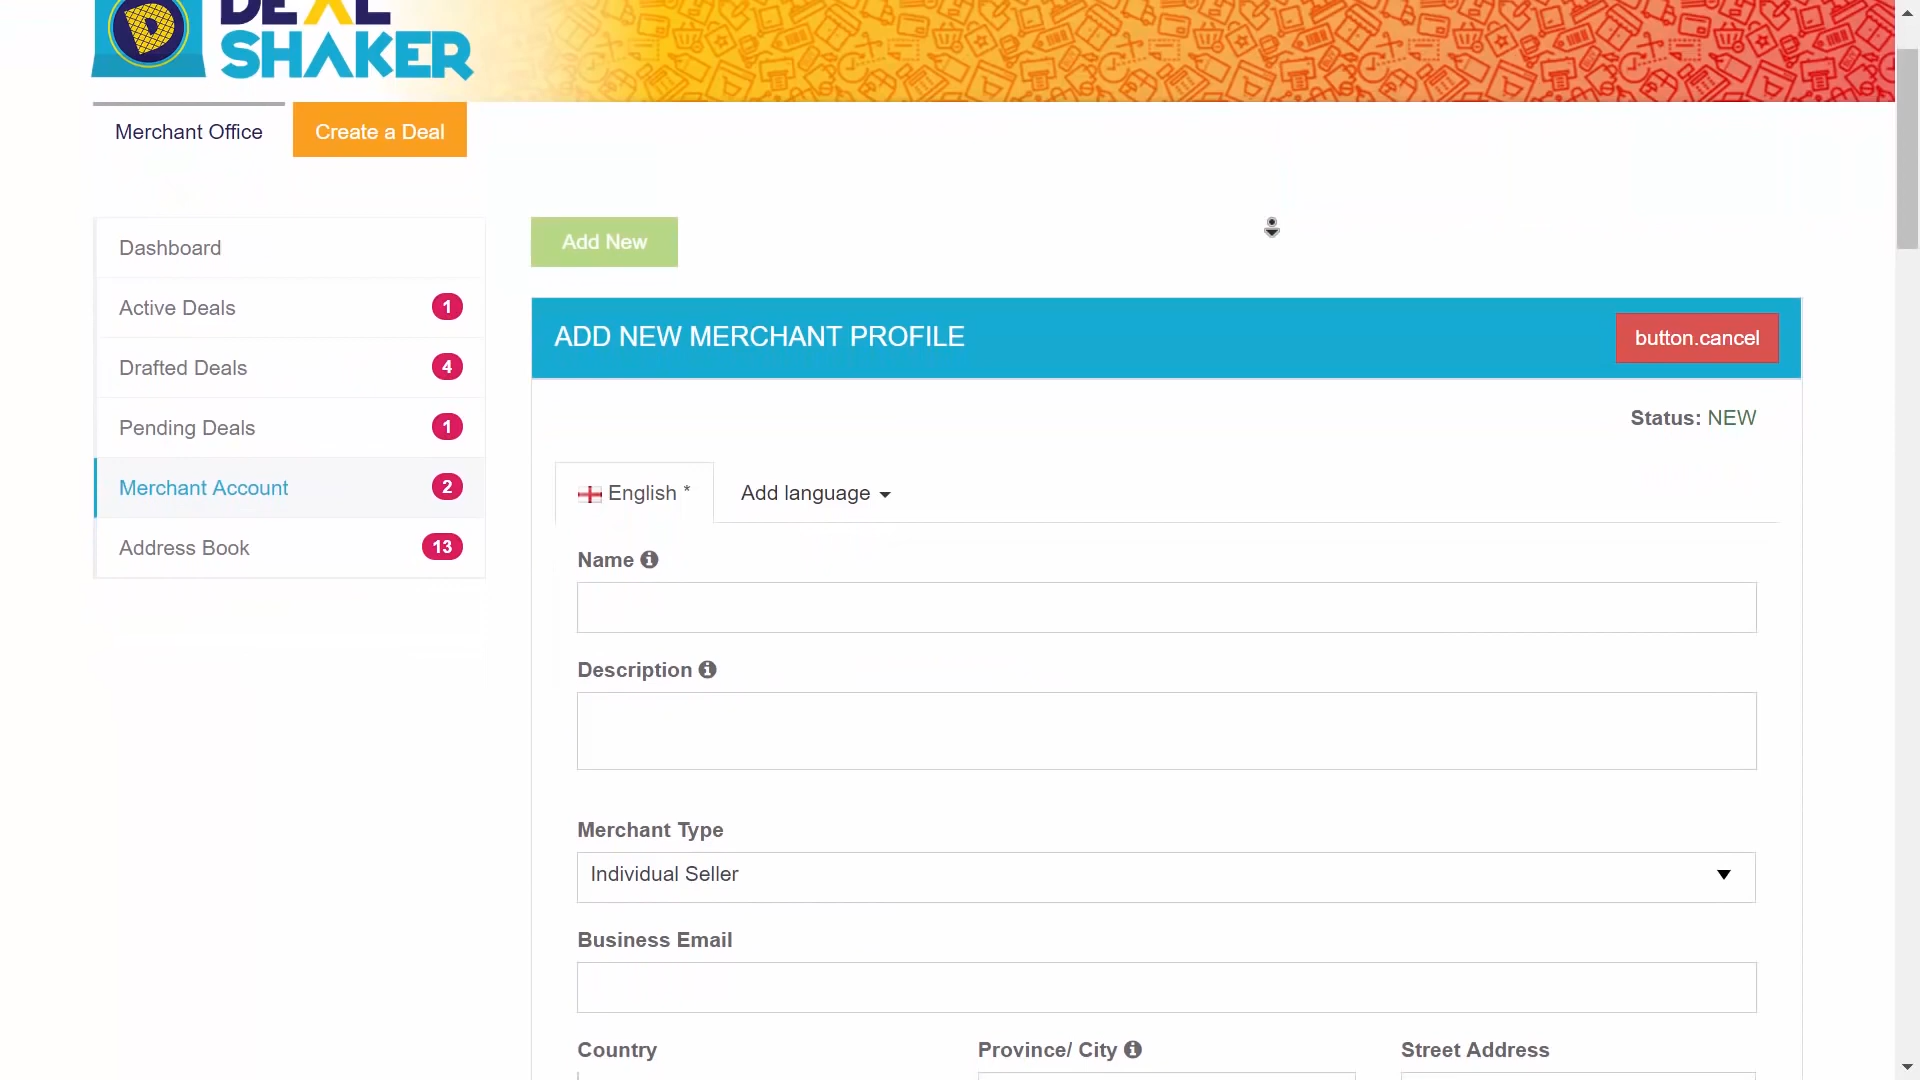 DEAL
SHAKER
Merchant Office
Create a Deal
Dashboard
Active Deals 1
Drafted Deals 4
Pending Deals 1
Merchant Account 2
Address Book 13
Add New
ADD NEW MERCHANT PROFILE
button.cancel
Status: NEW
English *
Add language
Name
Description
Merchant Type
Individual Seller
Business Email
Country
Province/ City
Street Address